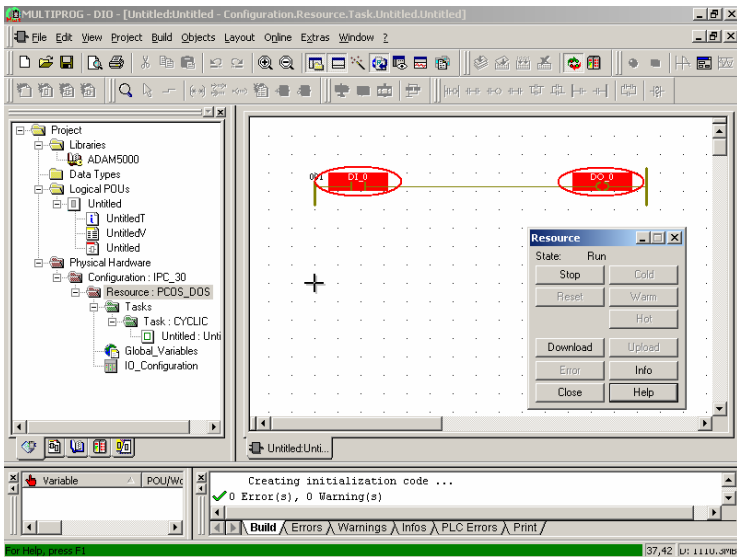 MULTIPROG - DIO - [Untitled:Untitled - Configuration.Resource.Task.Untitled.Untitled]
File Edit View Project Build Objects Layout Online Extras Window ?
Project
Libraries
ADAM5000
Data Types
Logical POUs
Untitled
UntitledT
UntitledV
Untitled
Physical Hardware
Configuration : IPC_30
Resource : PCOS_DOS
Tasks
Task : CYCLIC
Untitled : Unti
Global_Variables
IO_Configuration
001 DI_0 DO_0
Resource
State: Run
Stop Cold
Reset Warm
Hot
Download Upload
Error Info
Close Help
Untitled:Unti...
Variable POU/Wo
Creating initialization code ...
0 Error(s), 0 Warning(s)
Build Errors Warnings Infos PLC Errors Print
For Help, press F1
37,42